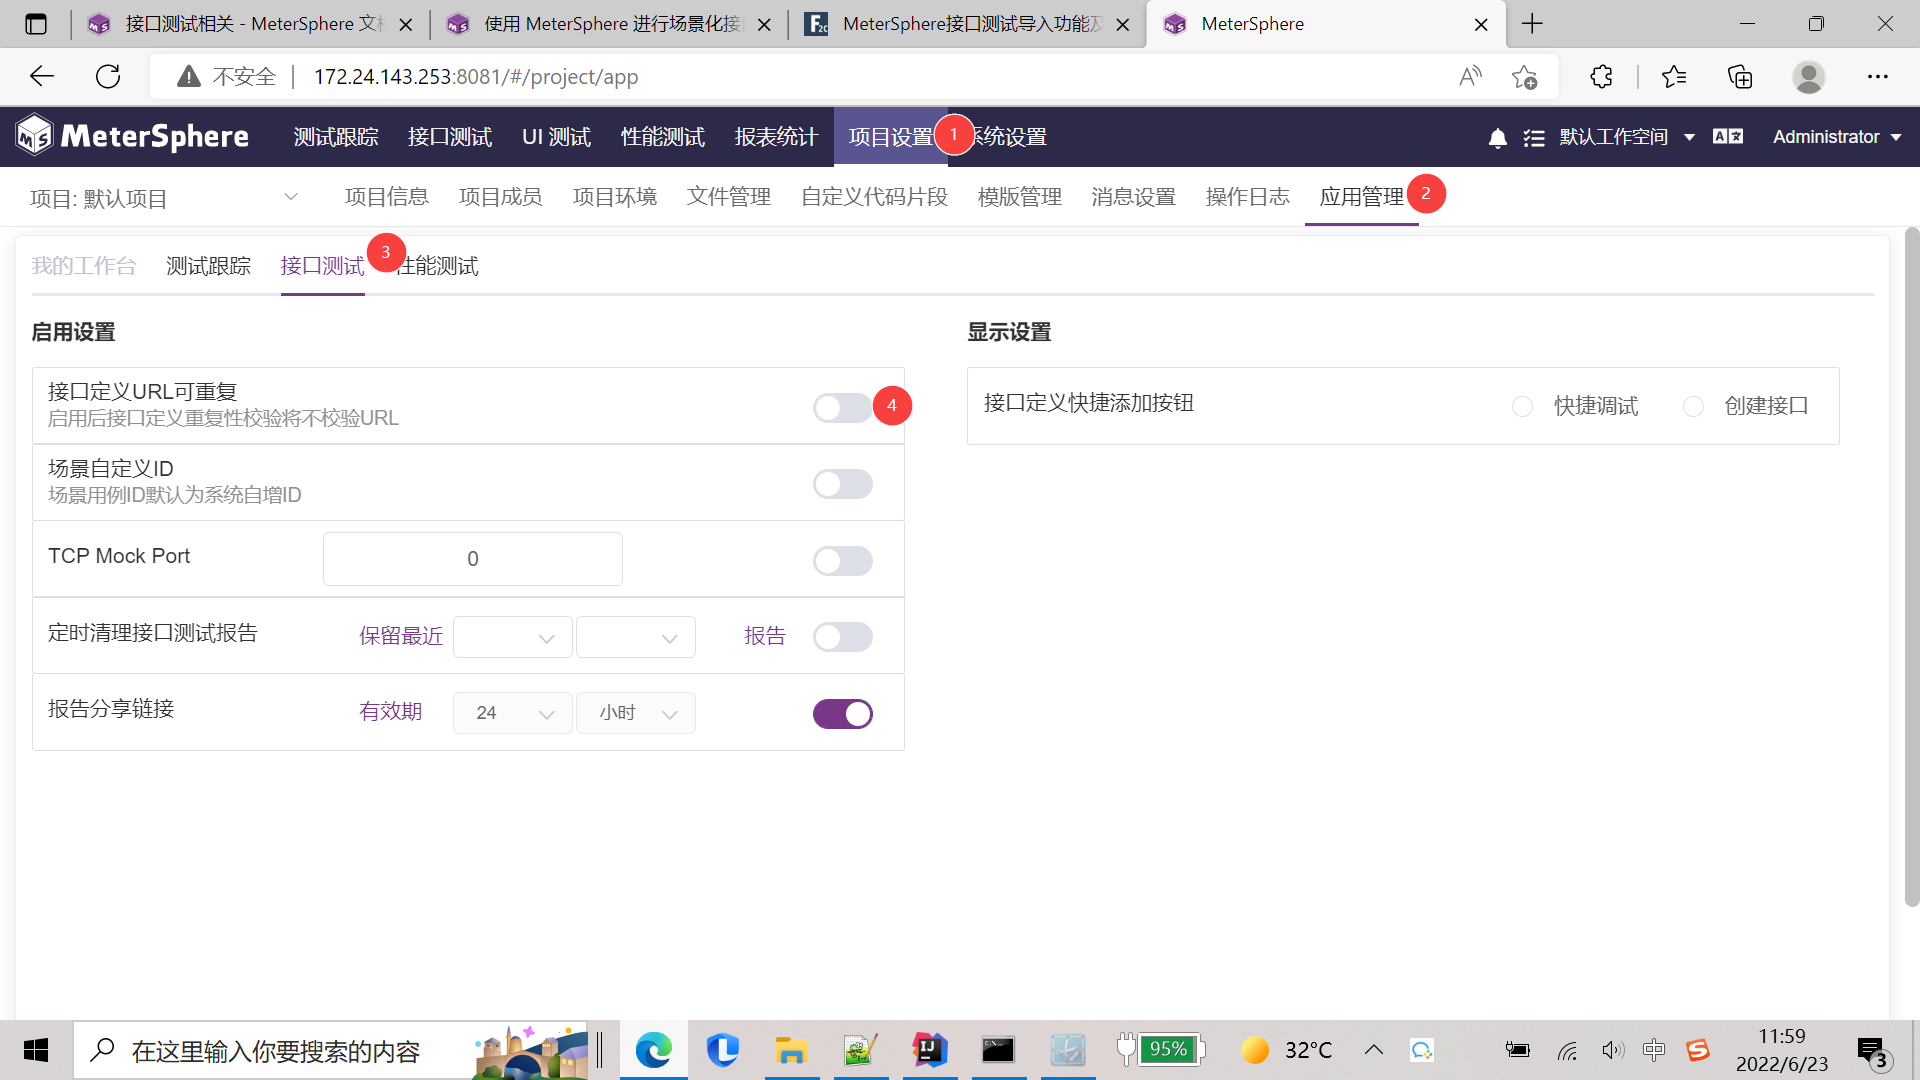 接口测试相关 - MeterSphere 文档
使用 MeterSphere 进行场景化接
MeterSphere接口测试导入功能及
MeterSphere
不安全
172.24.143.253:8081/#/project/app
MeterSphere
测试跟踪
接口测试
UI 测试
性能测试
报表统计
项目设置
1
系统设置
默认工作空间
Administrator
项目: 默认项目
项目信息
项目成员
项目环境
文件管理
自定义代码片段
模版管理
消息设置
操作日志
应用管理
2
我的工作台
测试跟踪
接口测试
3
性能测试
启用设置
显示设置
接口定义URL可重复
启用后接口定义重复性校验将不校验URL
4
接口定义快捷添加按钮
快捷调试
创建接口
场景自定义ID
场景用例ID默认为系统自增ID
TCP Mock Port
0
定时清理接口测试报告
保留最近
报告
报告分享链接
有效期
24
小时
在这里输入你要搜索的内容
95%
32°C
中
11:59
2022/6/23
3